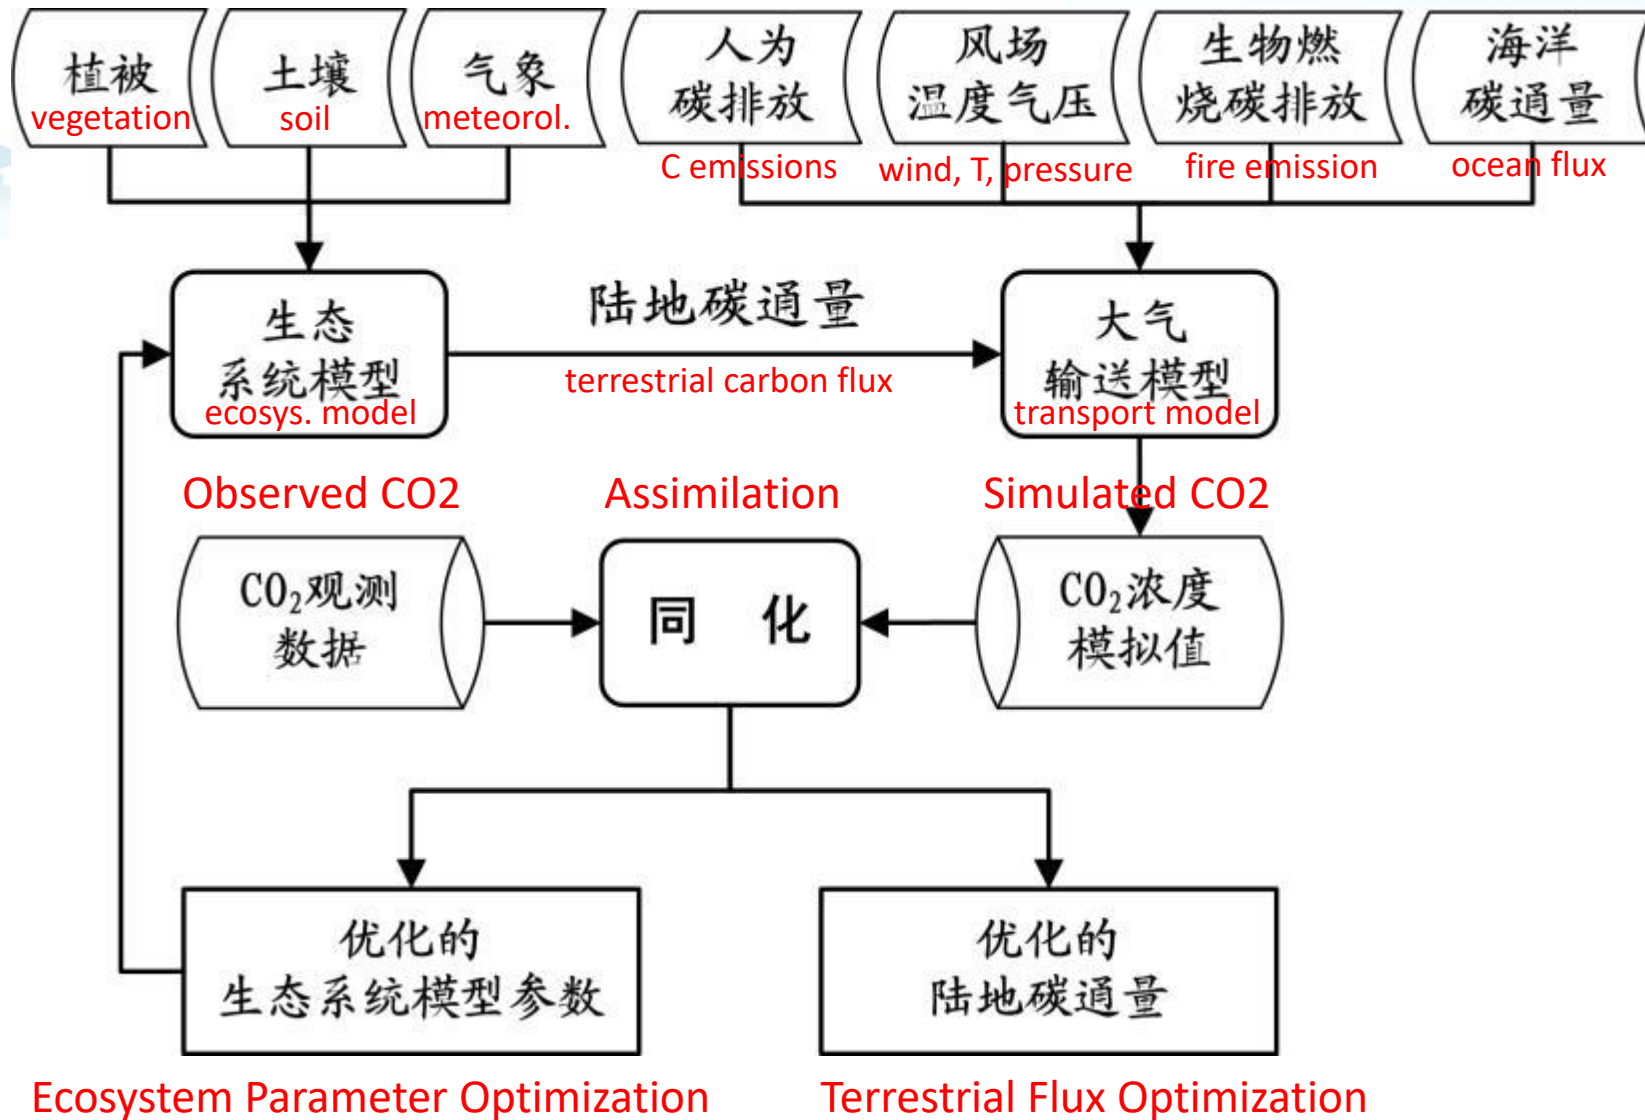 植被
vegetation
土壤
soil
气象
meteorol.
人为
碳排放
C emissions
风场
温度气压
wind, T, pressure
生物燃
烧碳排放
fire emission
海洋
碳通量
ocean flux
生态
系统模型
ecosys. model
陆地碳通量
terrestrial carbon flux
大气
输送模型
transport model
Observed CO2
Assimilation
Simulated CO2
CO₂观测
数据
同 化
CO₂浓度
模拟值
优化的
生态系统模型参数
优化的
陆地碳通量
Ecosystem Parameter Optimization
Terrestrial Flux Optimization